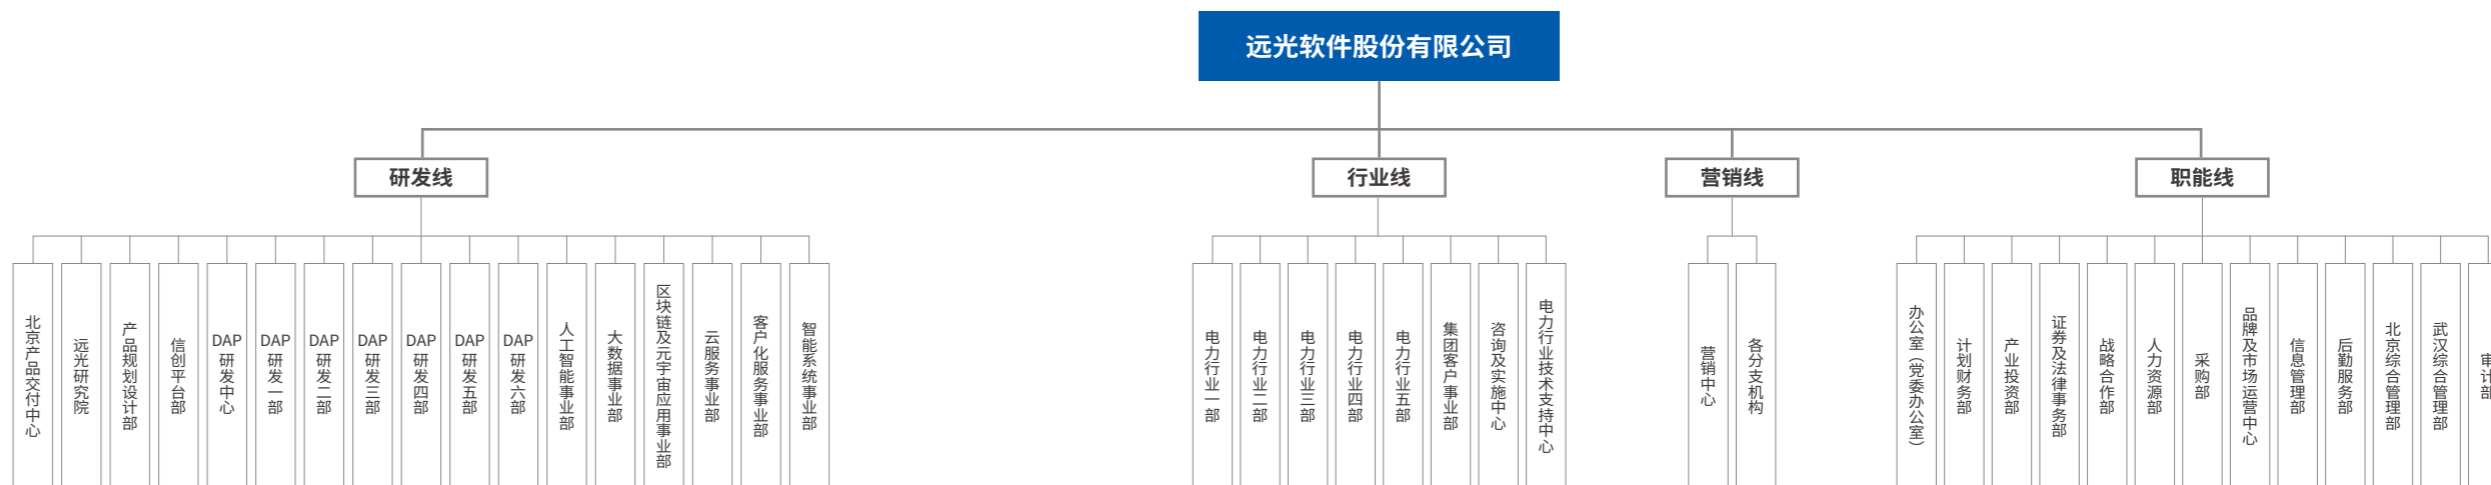 远光软件股份有限公司
研发线
行业线
营销线
职能线
北京产品交付中心
远光研究院
产品规划设计部
信创平台部
DAP研发中心
DAP研发一部
DAP研发二部
DAP研发三部
DAP研发四部
DAP研发五部
DAP研发六部
人工智能事业部
大数据事业部
区块链及元宇宙应用事业部
云服务事业部
客户化服务事业部
智能系统事业部
电力行业一部
电力行业二部
电力行业三部
电力行业四部
电力行业五部
集团客户事业部
咨询及实施中心
电力行业技术支持中心
营销中心
各分支机构
办公室（党委办公室）
计划财务部
产业投资部
证券及法律事务部
战略合作部
人力资源部
采购部
品牌及市场运营中心
信息管理部
后勤服务部
北京综合管理部
武汉综合管理部
审计部